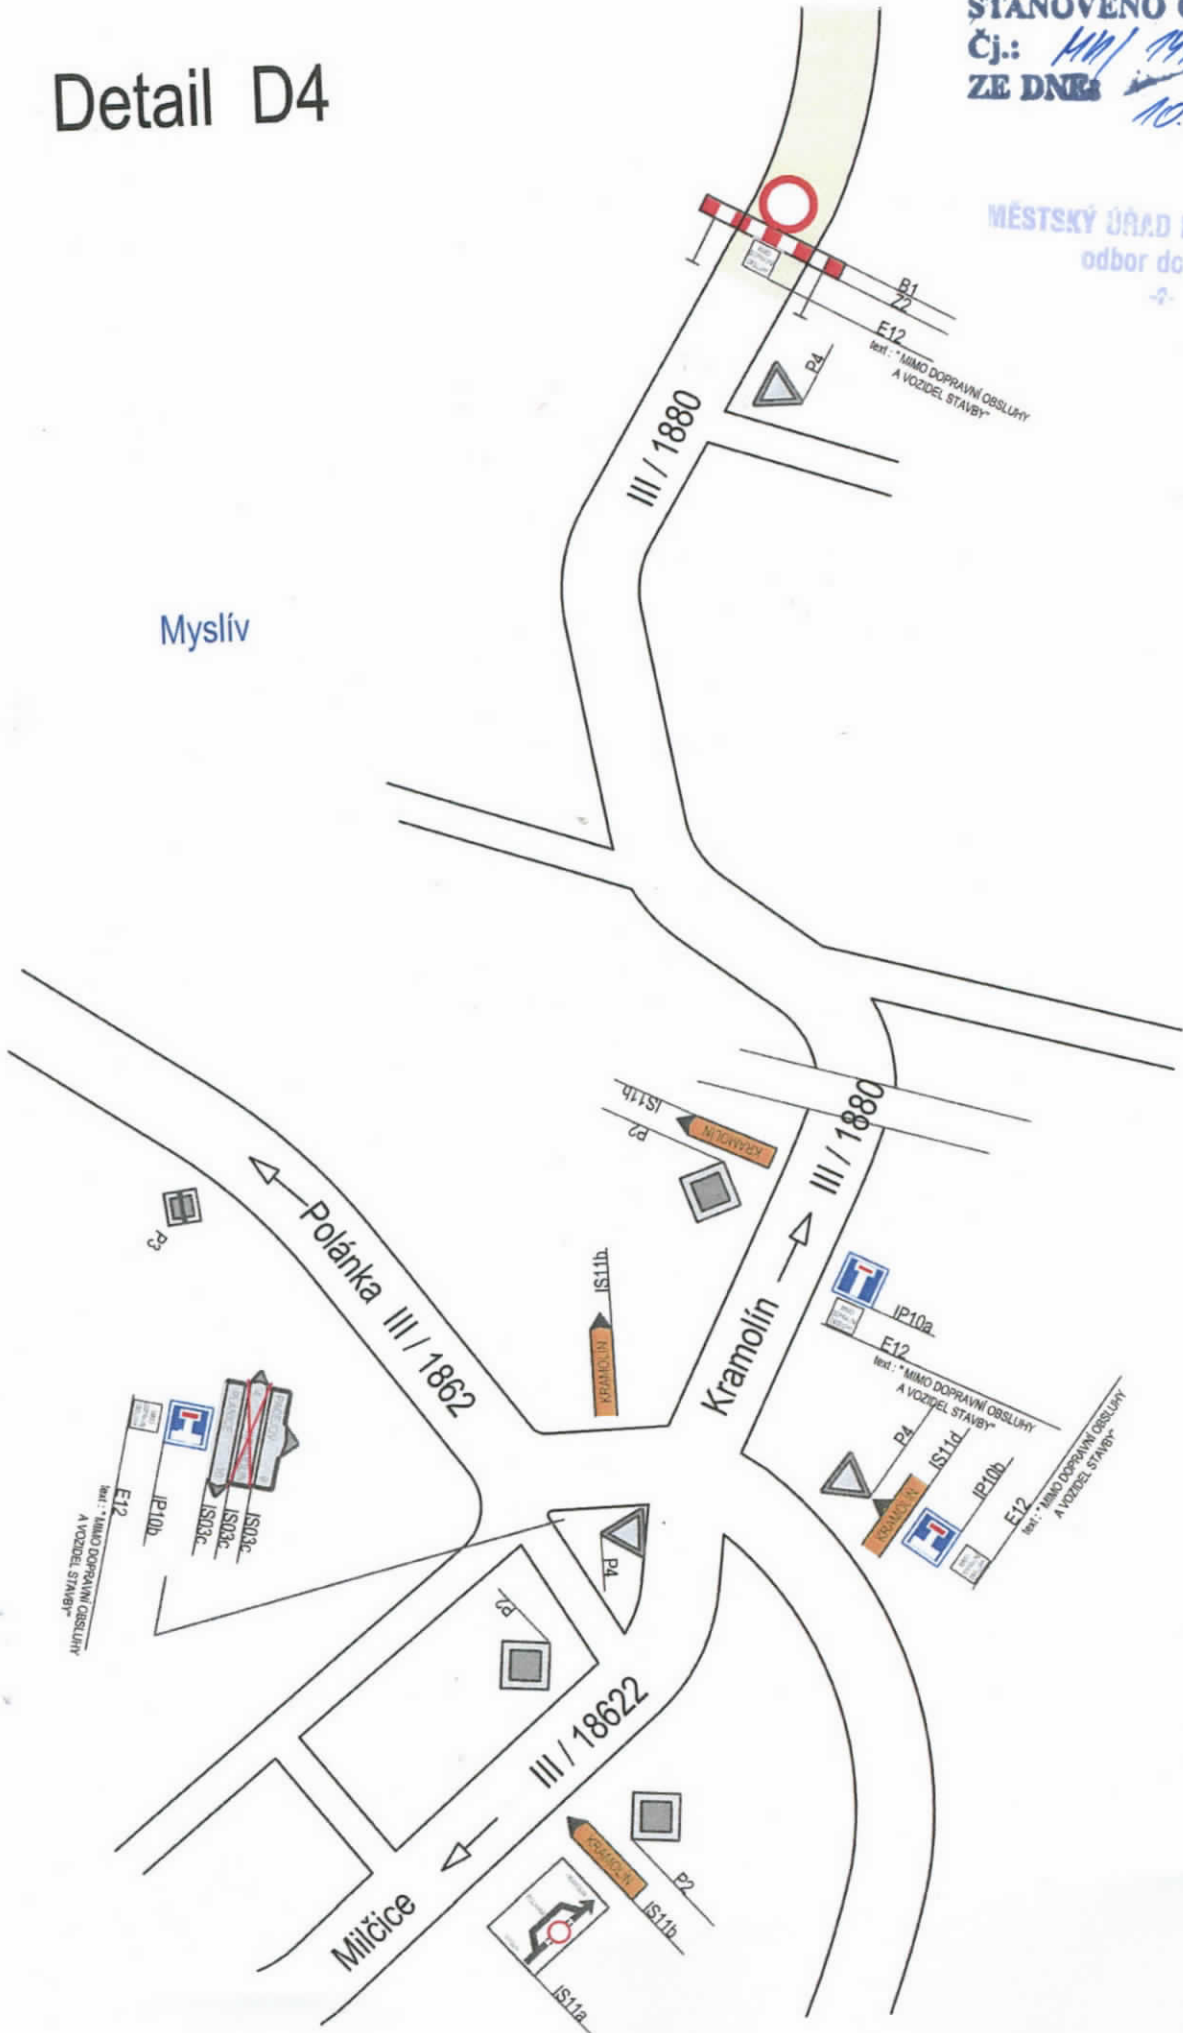 STANOVENO
Čj.:
ZE DNE:
10.
Detail D4
MĚSTSKÝ ÚŘAD
odbor
B1
Z2
E12
text : "MIMO DOPRAVNÍ OBSLUHY
A VOZIDEL STAVBY"
P4
III / 1880
Myslív
III / 1880
IS11b
P2
KRAMOLÍN
P3
Polánka III / 1862
IS11b
KRAMOLÍN
Kramolín
IP10a
E12
text : "MIMO DOPRAVNÍ OBSLUHY
A VOZIDEL STAVBY"
P4
IS11d
KRAMOLÍN
IP10b
E12
text : "MIMO DOPRAVNÍ OBSLUHY
A VOZIDEL STAVBY"
IS03c
IS03c
IS03c
IP10b
E12
text : "MIMO DOPRAVNÍ OBSLUHY
A VOZIDEL STAVBY"
P4
P2
III / 18622
KRAMOLÍN
P2
IS11b
IS11a
Milčice